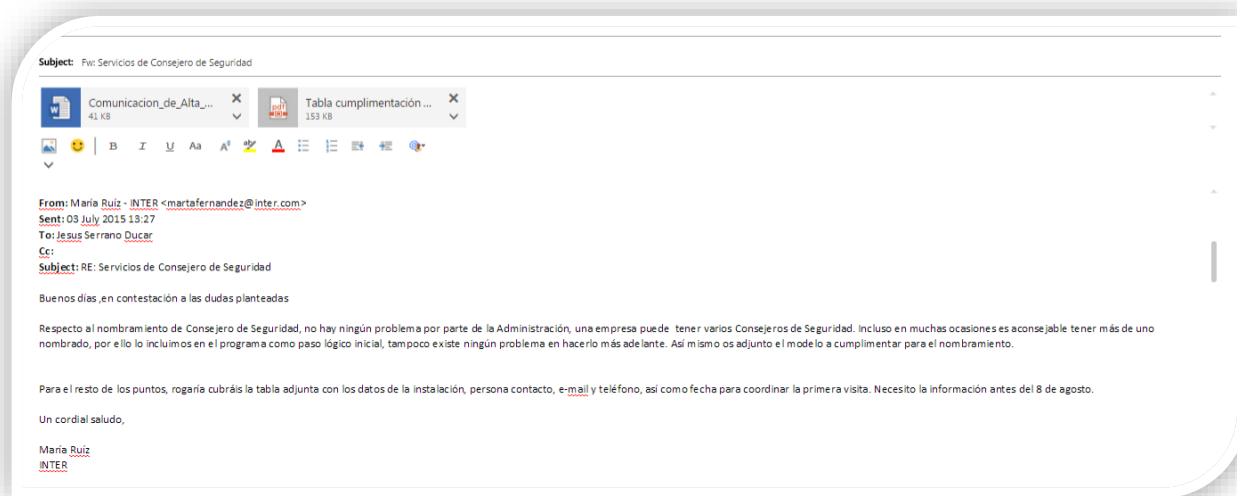 Subject: Fw: Servicios de Consejero de Seguridad
Comunicacion_de_Alta_... Tabla cumplimentación ...
41 KB 153 KB
B I U Aa A
From: María Ruíz - INTER <martafernandez@inter.com>
Sent: 03 July 2015 13:27
To: Jesus Serrano Ducar
Cc:
Subject: RE: Servicios de Consejero de Seguridad
Buenos días ,en contestación a las dudas planteadas
Respecto al nombramiento de Consejero de Seguridad, no hay ningún problema por parte de la Administración, una empresa puede tener varios Consejeros de Seguridad. Incluso en muchas ocasiones es aconsejable tener más de uno
nombrado, por ello lo incluimos en el programa como paso lógico inicial, tampoco existe ningún problema en hacerlo más adelante. Así mismo os adjunto el modelo a cumplimentar para el nombramiento.
Para el resto de los puntos, rogaría cubráis la tabla adjunta con los datos de la instalación, persona contacto, e-mail y teléfono, así como fecha para coordinar la primera visita. Necesito la información antes del 8 de agosto.
Un cordial saludo,
María Ruíz
INTER